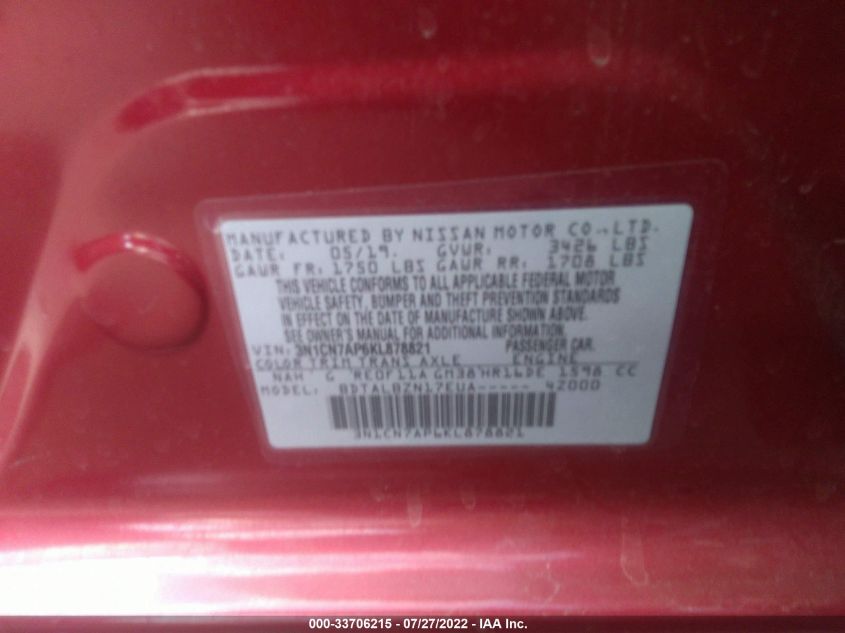 MANUFACTURED BY NISSAN MOTOR CO.,LTD.
DATE: 05/19. GVWR: 3426 LBS
GAWR FR: 1750 LBS GAWR RR: 1708 LBS
THIS VEHICLE CONFORMS TO ALL APPLICABLE FEDERAL MOTOR
VEHICLE SAFETY, BUMPER AND THEFT PREVENTION STANDARDS
IN EFFECT ON THE DATE OF MANUFACTURE SHOWN ABOVE.
SEE OWNER'S MANUAL FOR ADDITIONAL INFORMATION.
VIN: 3N1CN7AP6KL878821 PASSENGER CAR.
COLOR TRIM TRANS AXLE ENGINE
NAH G RE0F11A GM38 HR16DE 1598 CC
MODEL: BDTALBZN17EUA----- 42000
3N1CN7AP6KL878821
000-33706215 - 07/27/2022 - IAA Inc.